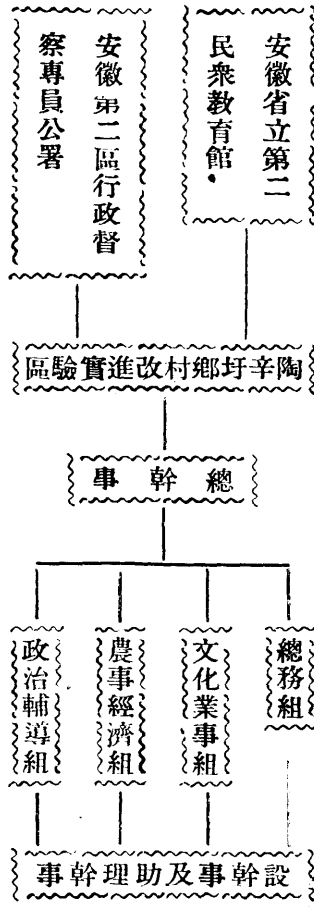 安徽省立第二
民衆教育館
安徽第二區行政督
察專員公署
陶辛圩鄉村改進實驗區
總幹事
總務組
文化業事組
農事經濟組
政治輔導組
設幹事及助理幹事